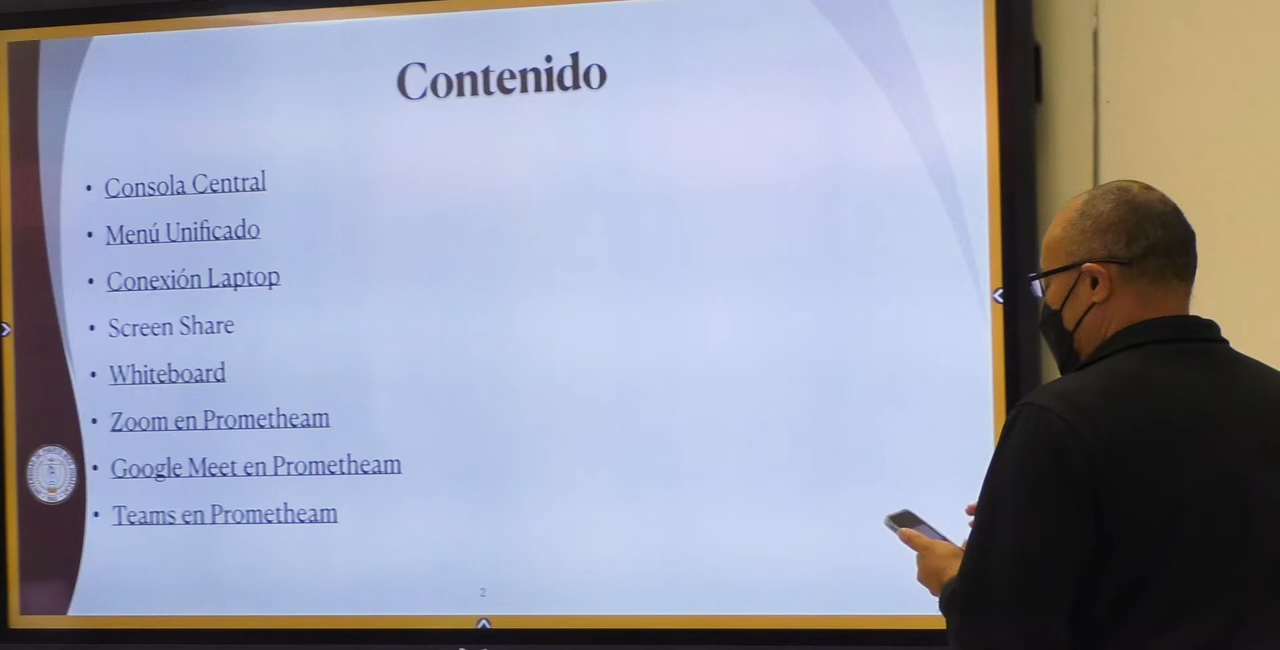 Contenido
• Consola Central
• Menú Unificado
• Conexión Laptop
• Screen Share
• Whiteboard
• Zoom en Prometheam
• Google Meet en Prometheam
• Teams en Prometheam
2